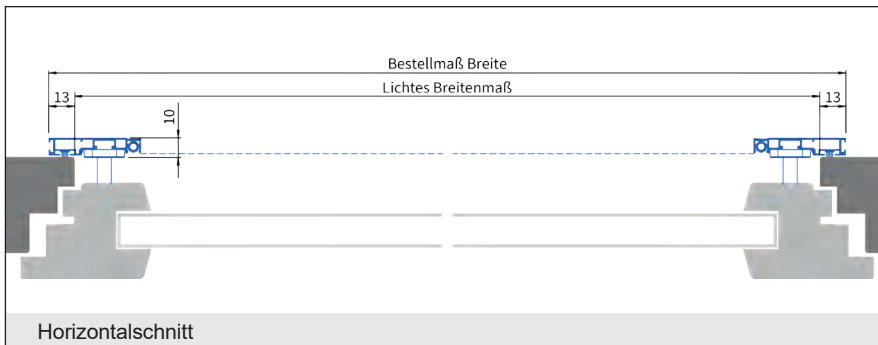 Bestellmaß Breite
Lichtes Breitenmaß
13
13
10
Horizontalschnitt